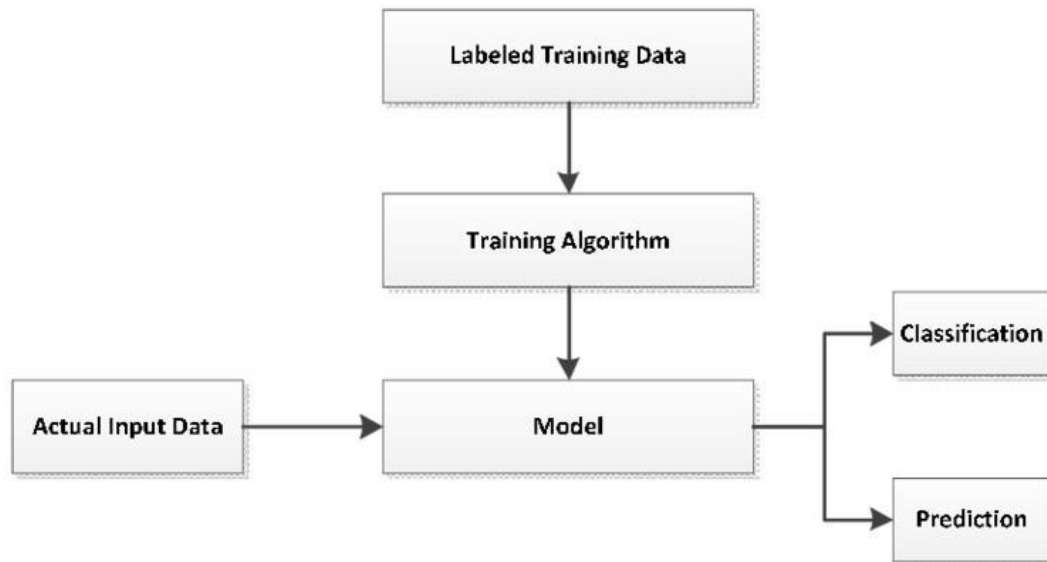 Labeled Training Data
Training Algorithm
Classification
Actual Input Data
Model
Prediction